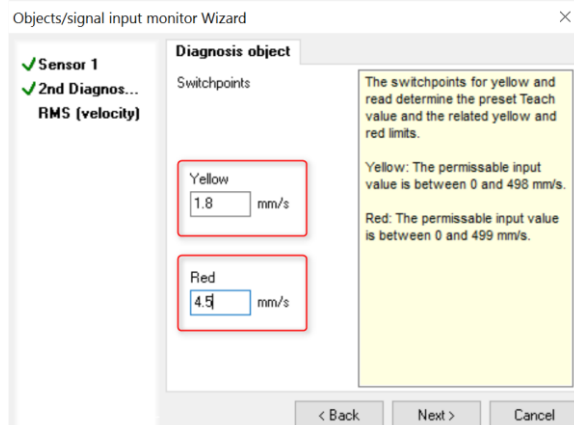 Objects/signal input monitor Wizard
Sensor 1
2nd Diagnos...
RMS (velocity)
Diagnosis object
Switchpoints
Yellow
1.8 mm/s
Red
4.5 mm/s
The switchpoints for yellow and
read determine the preset Teach
value and the related yellow and
red limits.
Yellow: The permissable input
value is between 0 and 498 mm/s.
Red: The permissable input value
is between 0 and 499 mm/s.
< Back
Next >
Cancel